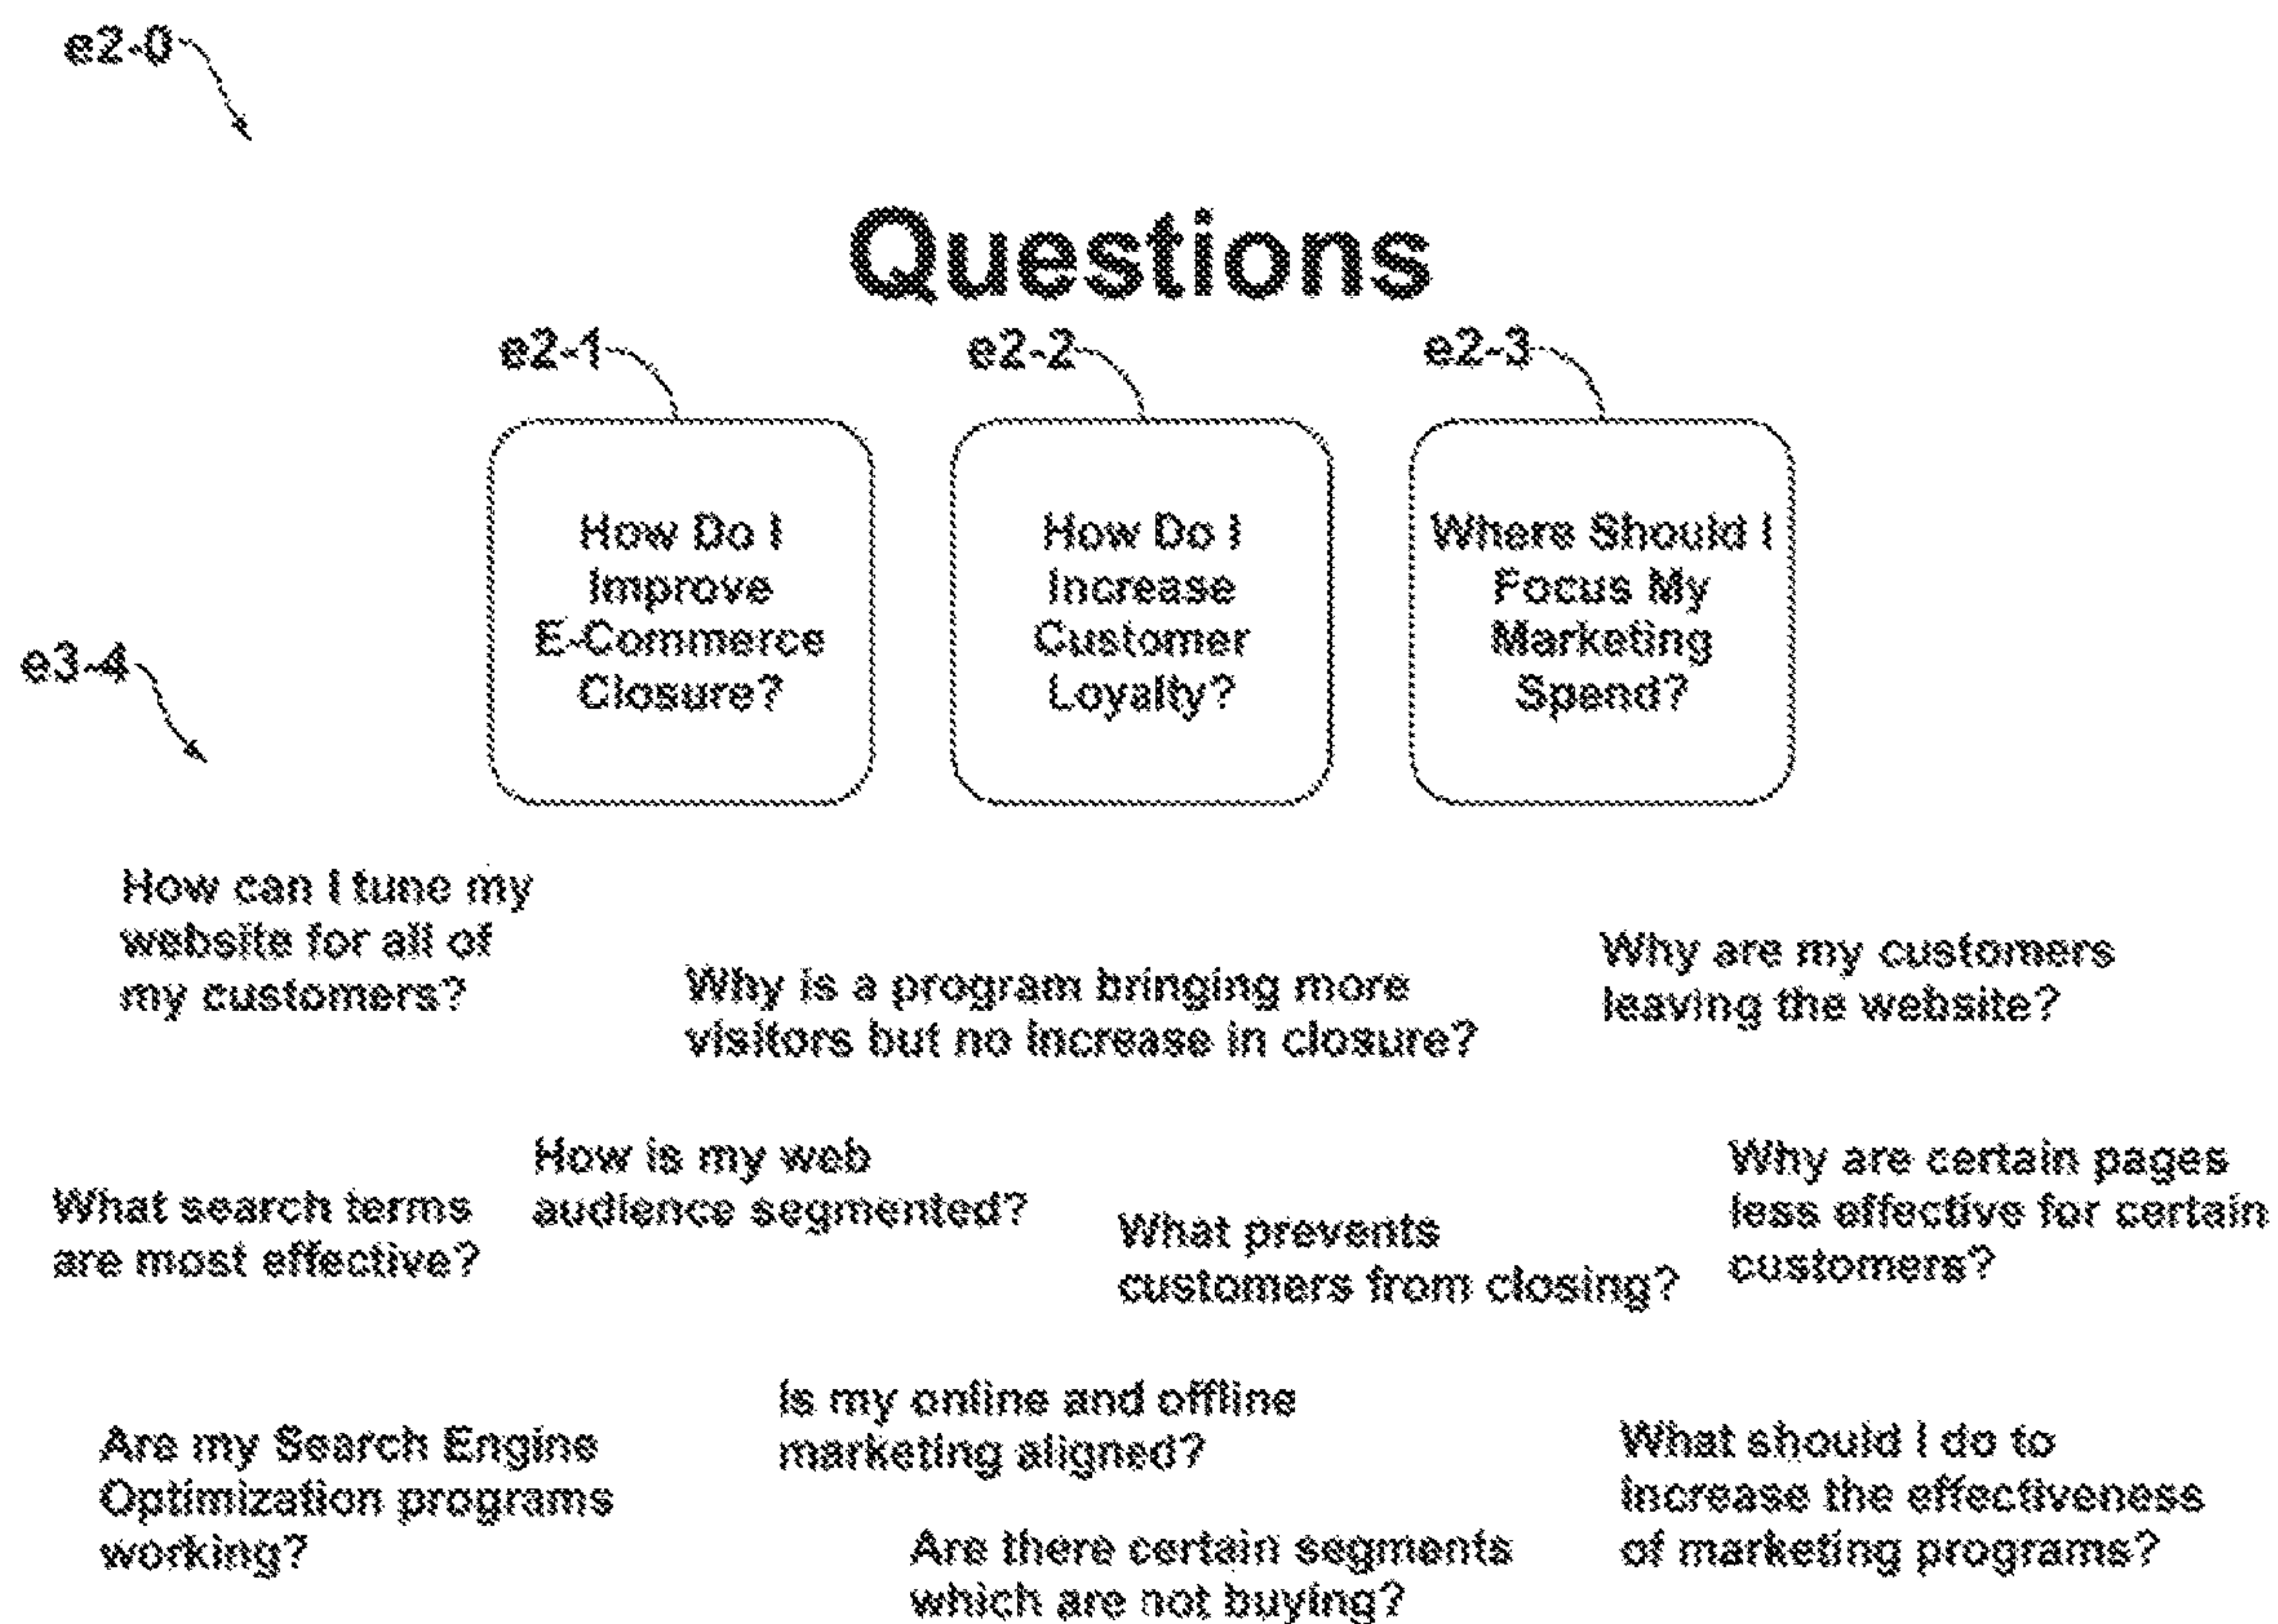 e2-0
Questions
e2-1
e2-2
e2-3
How Do I
Improve
E-Commerce
Closure?
How Do I
Increase
Customer
Loyalty?
Where Should I
Focus My
Marketing
Spend?
e3-4
How can I tune my
website for all of
my customers?
Why is a program bringing more
visitors but no increase in closure?
Why are my customers
leaving the website?
What search terms
are most effective?
How is my web
audience segmented?
What prevents
customers from closing?
Why are certain pages
less effective for certain
customers?
Are my Search Engine
Optimization programs
working?
Is my online and offline
marketing aligned?
Are there certain segments
which are not buying?
What should I do to
increase the effectiveness
of marketing programs?